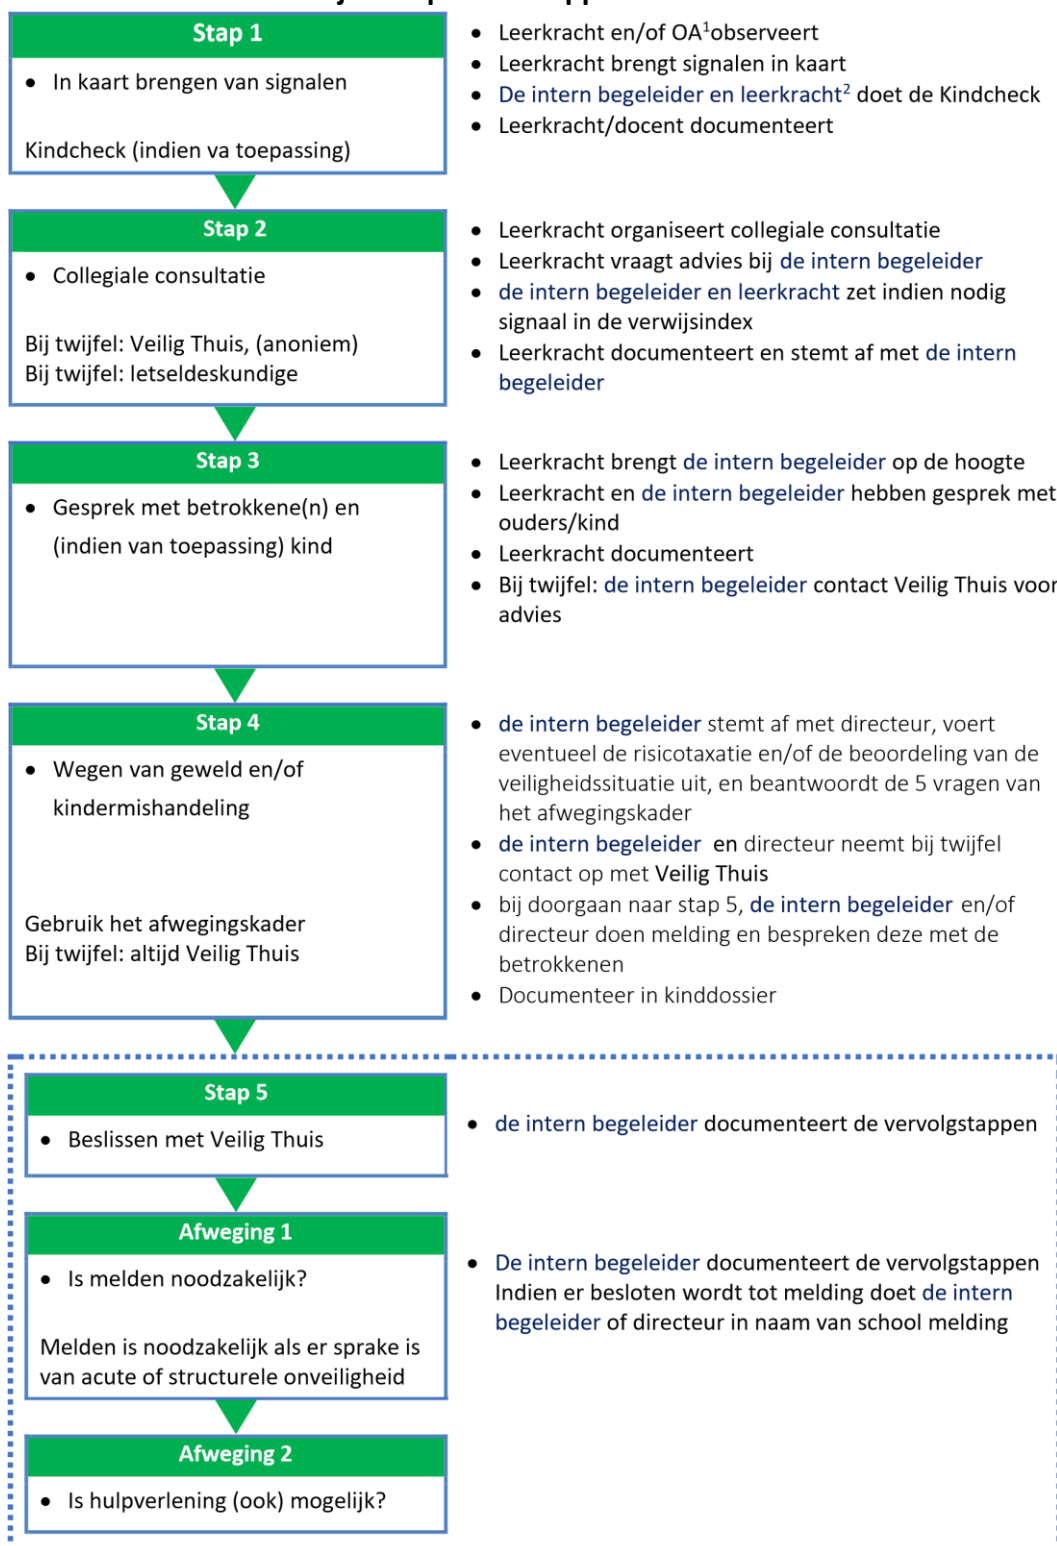 Stap 1
• In kaart brengen van signalen
Kindcheck (indien va toepassing)
• Leerkracht en/of OA¹observeert
• Leerkracht brengt signalen in kaart
• De intern begeleider en leerkracht² doet de Kindcheck
• Leerkracht/docent documenteert
Stap 2
• Collegiale consultatie
Bij twijfel: Veilig Thuis, (anoniem)
Bij twijfel: letseldeskundige
• Leerkracht organiseert collegiale consultatie
• Leerkracht vraagt advies bij de intern begeleider
• de intern begeleider en leerkracht zet indien nodig
signaal in de verwijsindex
• Leerkracht documenteert en stemt af met de intern
begeleider
Stap 3
• Gesprek met betrokkene(n) en
(indien van toepassing) kind
• Leerkracht brengt de intern begeleider op de hoogte
• Leerkracht en de intern begeleider hebben gesprek met
ouders/kind
• Leerkracht documenteert
• Bij twijfel: de intern begeleider contact Veilig Thuis voor
advies
Stap 4
• Wegen van geweld en/of
kindermishandeling
Gebruik het afwegingskader
Bij twijfel: altijd Veilig Thuis
• de intern begeleider stemt af met directeur, voert
eventueel de risicotaxatie en/of de beoordeling van de
veiligheidssituatie uit, en beantwoordt de 5 vragen van
het afwegingskader
• de intern begeleider en directeur neemt bij twijfel
contact op met Veilig Thuis
• bij doorgaan naar stap 5, de intern begeleider en/of
directeur doen melding en bespreken deze met de
betrokkenen
• Documenteer in kinddossier
Stap 5
• Beslissen met Veilig Thuis
• de intern begeleider documenteert de vervolgstappen
Afweging 1
• Is melden noodzakelijk?
Melden is noodzakelijk als er sprake is
van acute of structurele onveiligheid
• De intern begeleider documenteert de vervolgstappen
Indien er besloten wordt tot melding doet de intern
begeleider of directeur in naam van school melding
Afweging 2
• Is hulpverlening (ook) mogelijk?